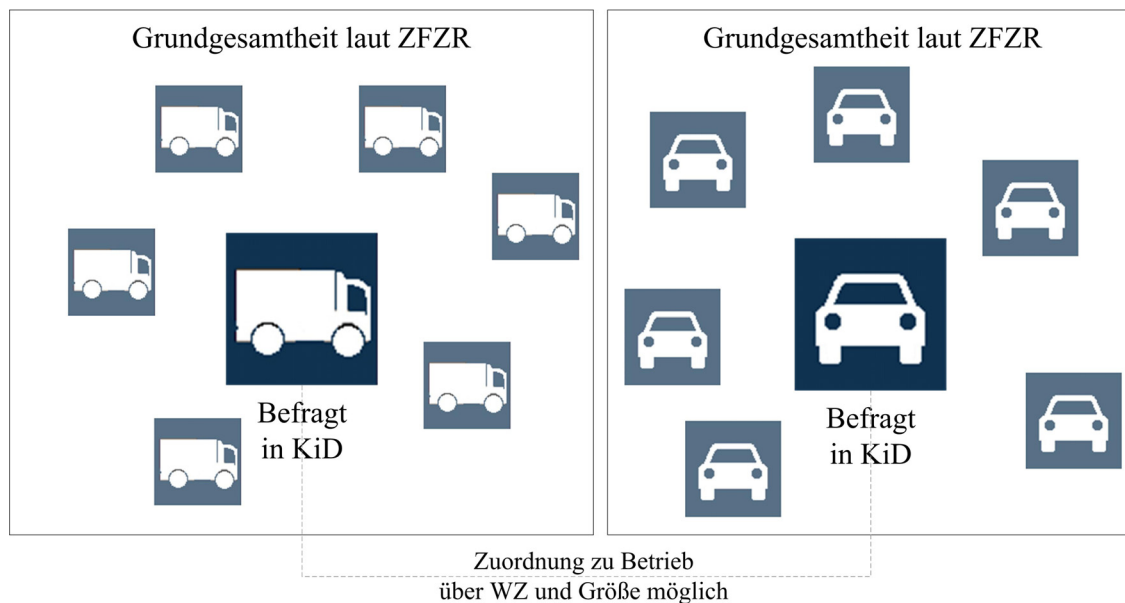 Grundgesamtheit laut ZFZR
Befragt
in KiD
Grundgesamtheit laut ZFZR
Befragt
in KiD
Zuordnung zu Betrieb
über WZ und Größe möglich